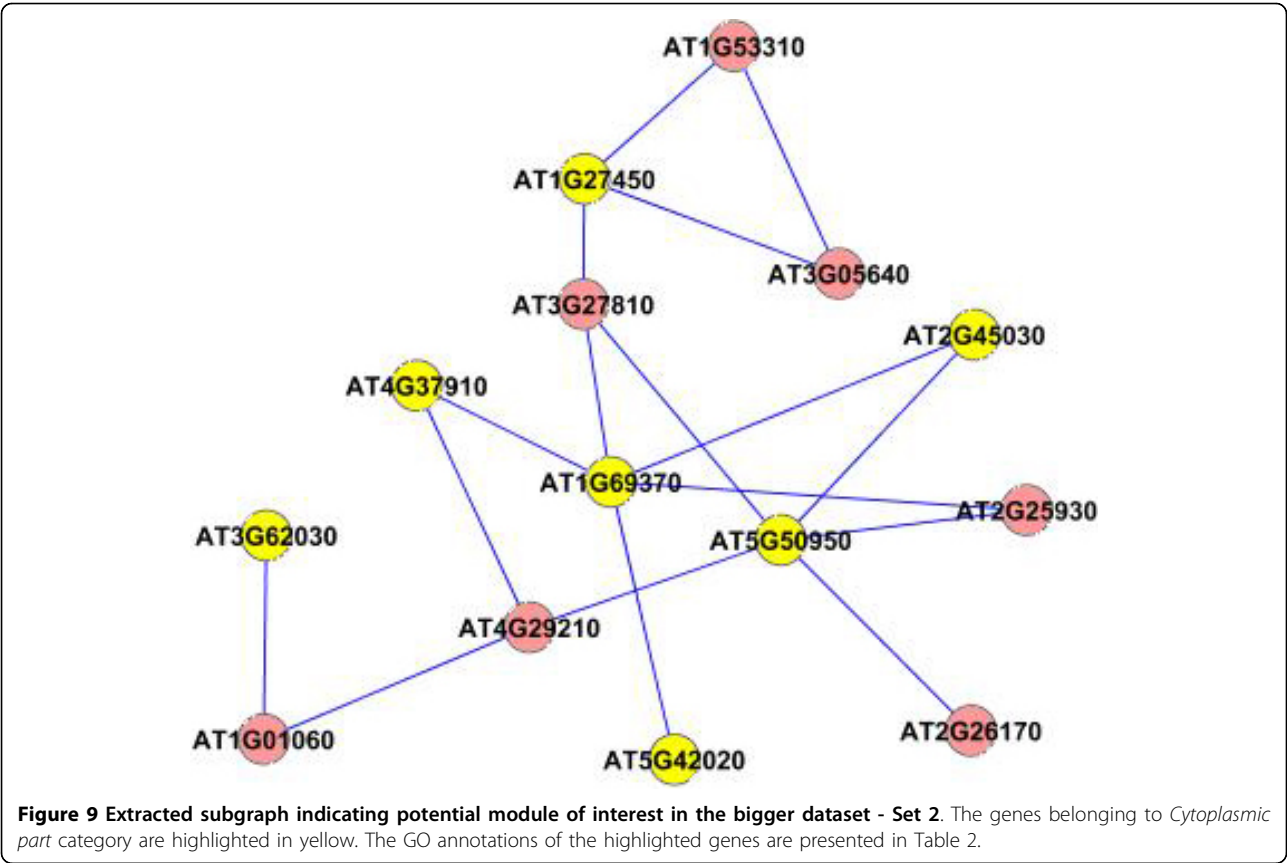 AT1G53310
AT1G27450
AT3G05640
AT3G27810
AT2G45030
AT4G37910
AT1G69370
AT2G25930
AT3G62030
AT5G50950
AT4G29210
AT1G01060
AT2G26170
AT5G42020
Figure 9 Extracted subgraph indicating potential module of interest in the bigger dataset - Set 2. The genes belonging to Cytoplasmic
part category are highlighted in yellow. The GO annotations of the highlighted genes are presented in Table 2.